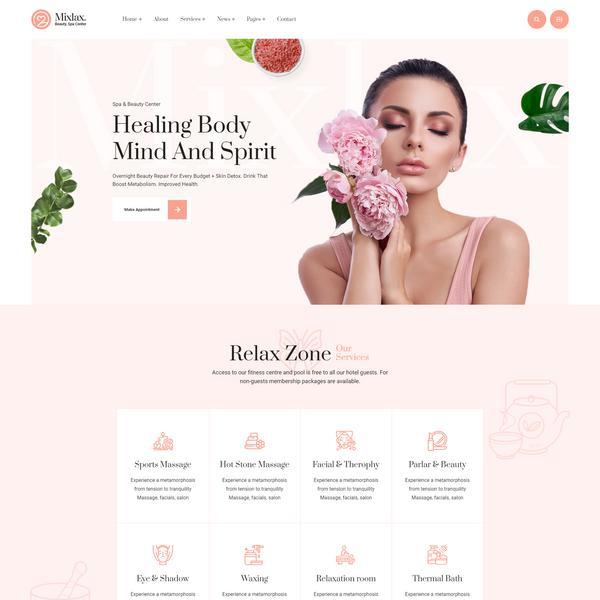 Mixlax.
Beauty, Spa Center
Home +
About
Services +
News +
Pages +
Contact
Mixlax
Spa & Beauty Center
Healing Body
Mind And Spirit
Overnight Beauty Repair For Every Budget + Skin Detox. Drink That
Boost Metabolism. Improved Health.
Make Appointment
Relax Zone
Our
Services
Access to our fitness centre and pool is free to all our hotel guests. For
non-guests membership packages are available.
Sports Massage
Experience a metamorphosis
from tension to tranquility
Massage, facials, salon
Hot Stone Massage
Experience a metamorphosis
from tension to tranquility
Massage, facials, salon
Facial & Therophy
Experience a metamorphosis
from tension to tranquility
Massage, facials, salon
Parlar & Beauty
Experience a metamorphosis
from tension to tranquility
Massage, facials, salon
Eye & Shadow
Experience a metamorphosis
Waxing
Experience a metamorphosis
Relaxation room
Experience a metamorphosis
Thermal Bath
Experience a metamorphosis